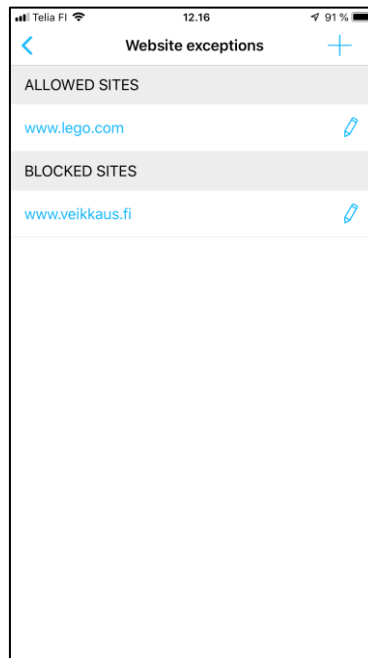 Telia FI 12.16 91 %
Website exceptions
ALLOWED SITES
www.lego.com
BLOCKED SITES
www.veikkaus.fi